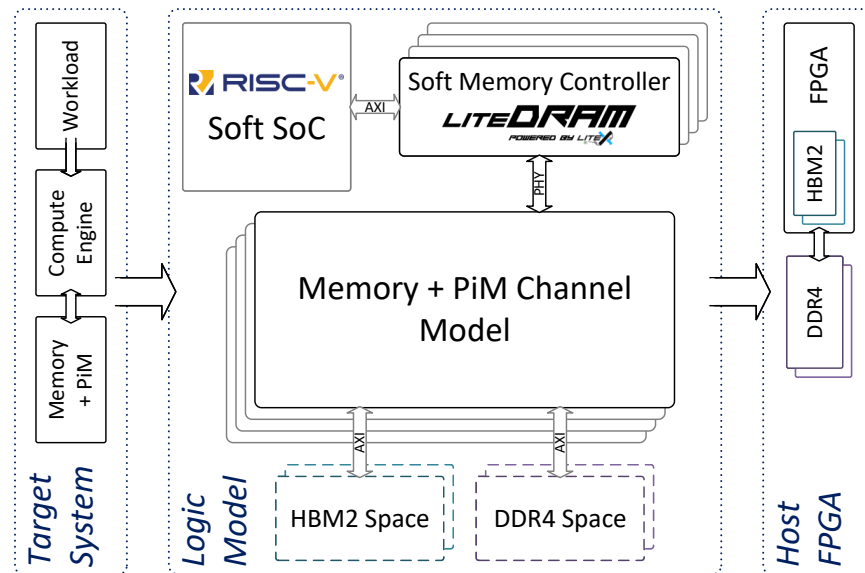 Workload
Compute
Engine
Memory
+ PiM
Target
System
RISC-V®
Soft SoC
AXI
Soft Memory Controller
LITEDRAM
POWERED BY LITEX
PHY
Memory + PiM Channel
Model
AXI
AXI
HBM2 Space
DDR4 Space
Logic
Model
FPGA
HBM2
DDR4
Host
FPGA